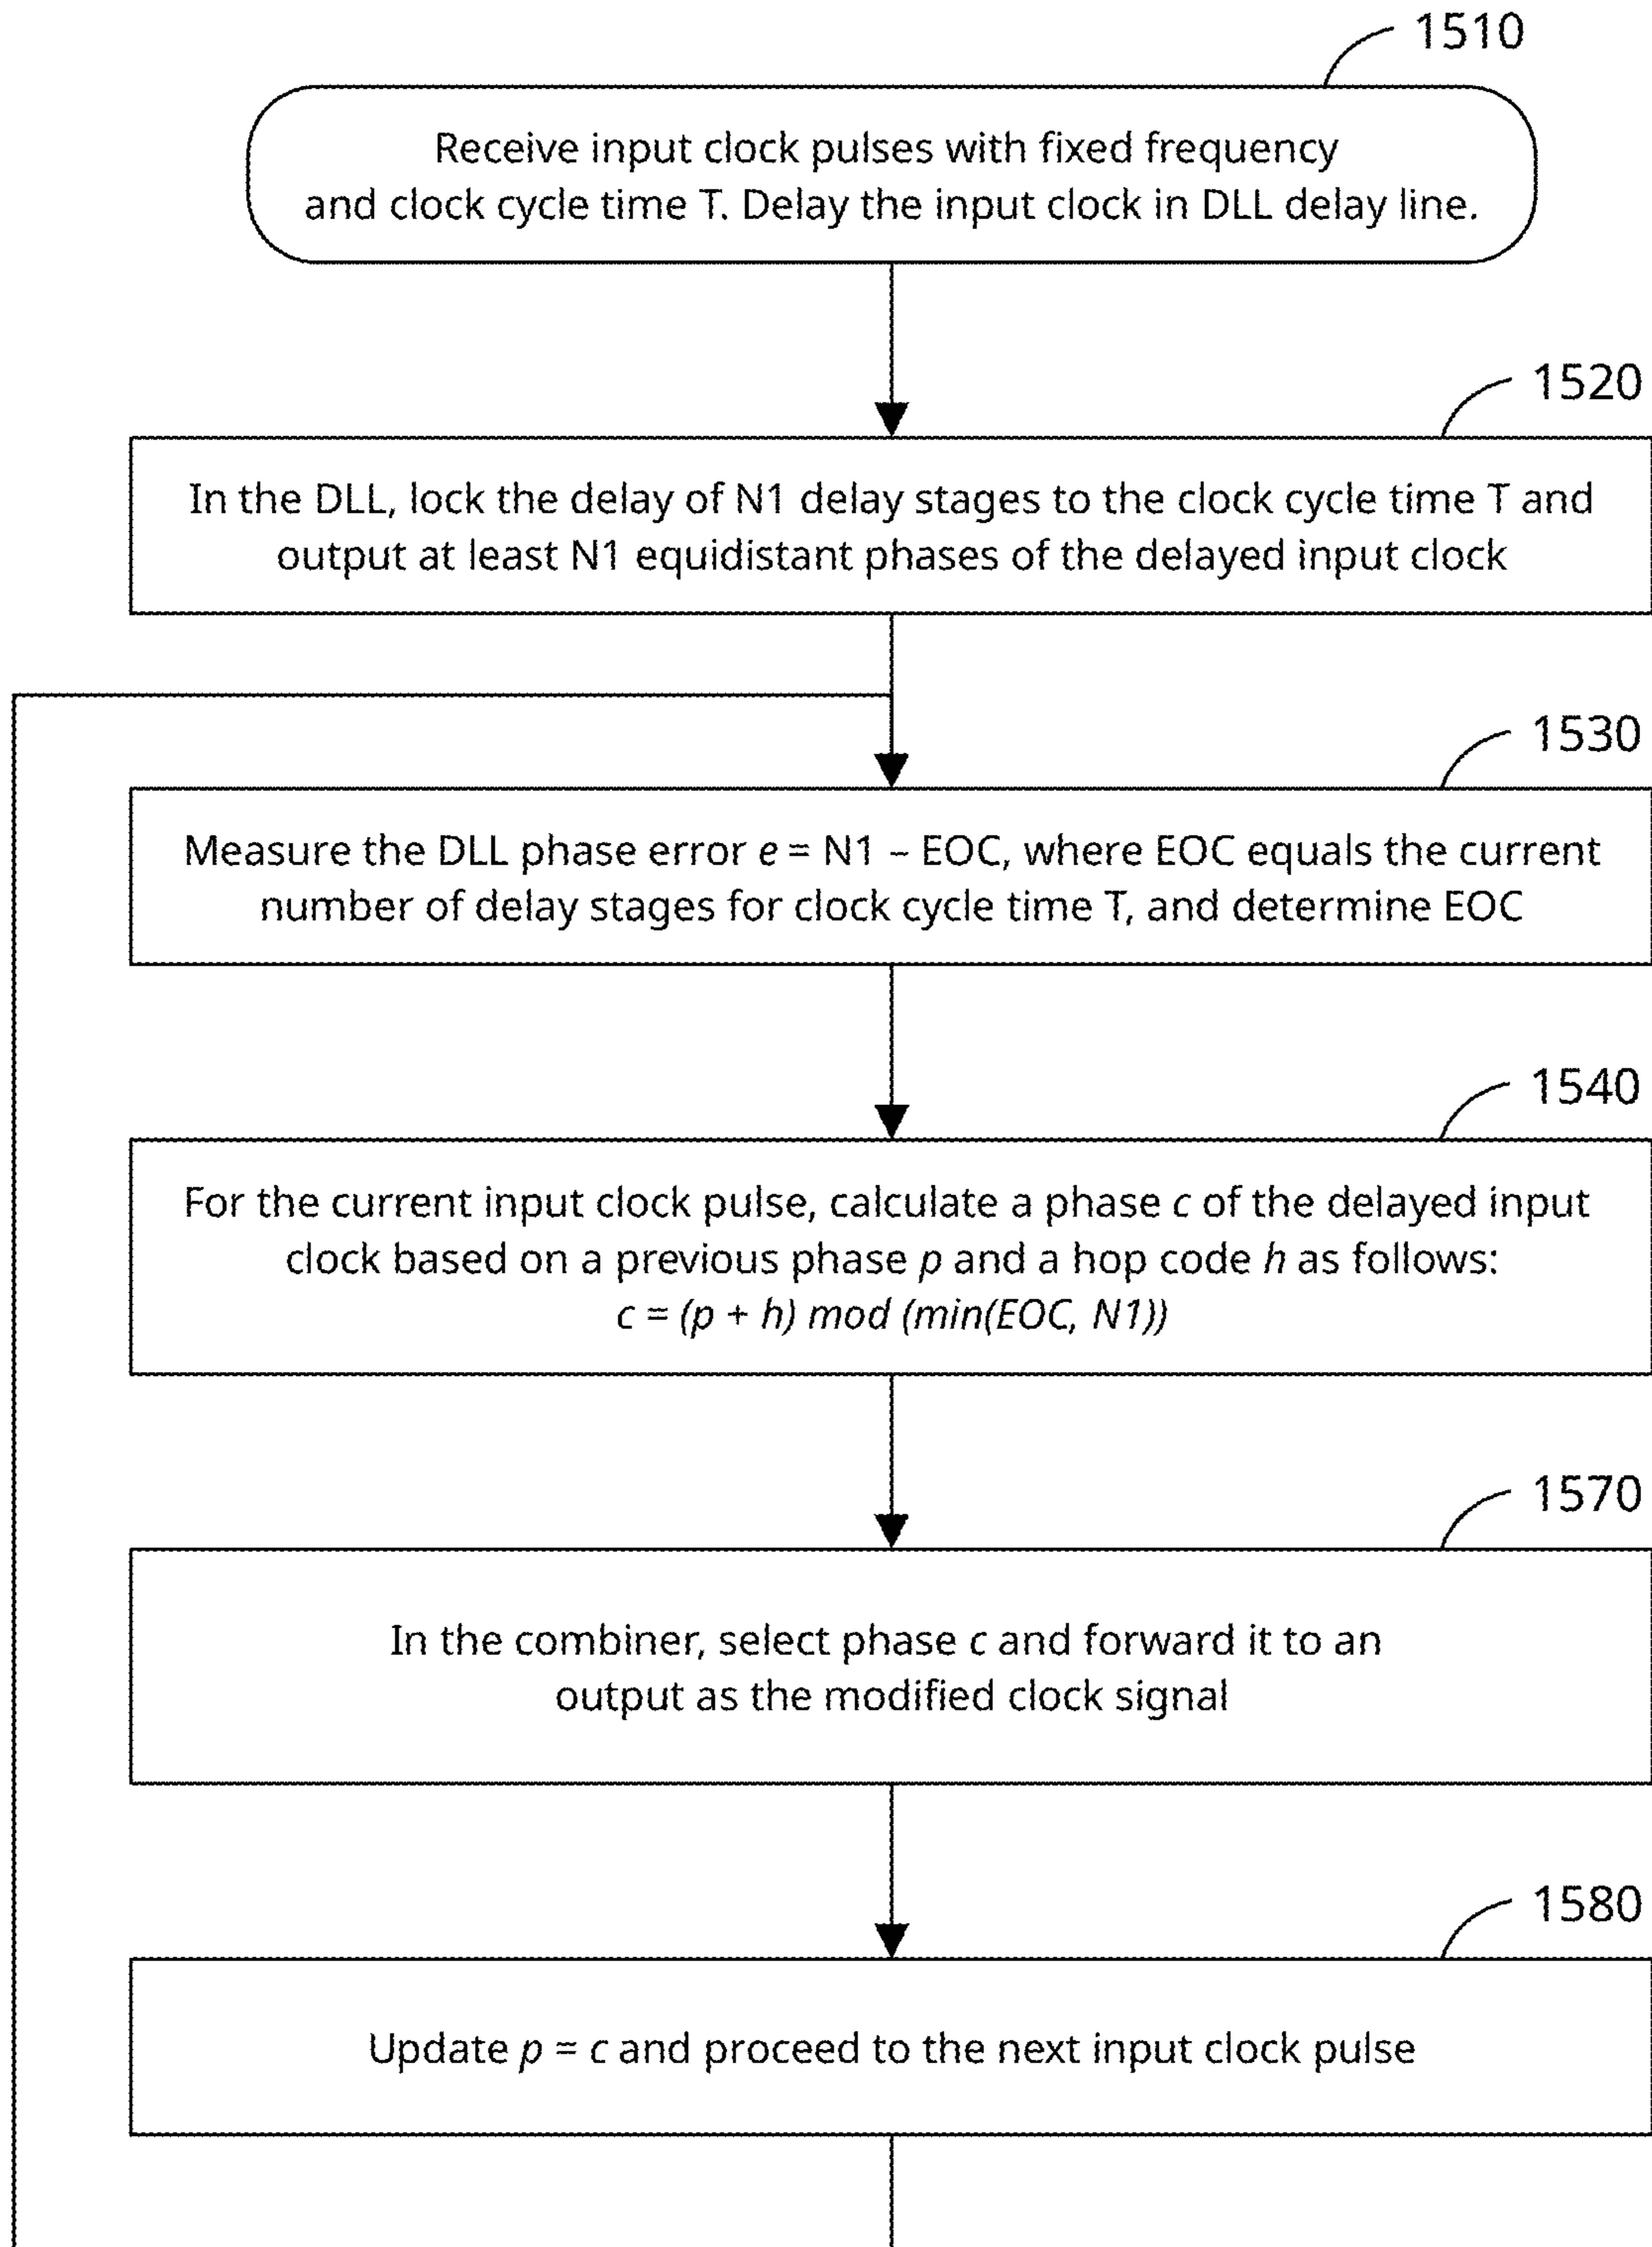 1510
Receive input clock pulses with fixed frequency
and clock cycle time T. Delay the input clock in DLL delay line.
1520
In the DLL, lock the delay of N1 delay stages to the clock cycle time T and
output at least N1 equidistant phases of the delayed input clock
1530
Measure the DLL phase error e = N1 – EOC, where EOC equals the current
number of delay stages for clock cycle time T, and determine EOC
1540
For the current input clock pulse, calculate a phase c of the delayed input
clock based on a previous phase p and a hop code h as follows:
c = (p + h) mod (min(EOC, N1))
1570
In the combiner, select phase c and forward it to an
output as the modified clock signal
1580
Update p = c and proceed to the next input clock pulse